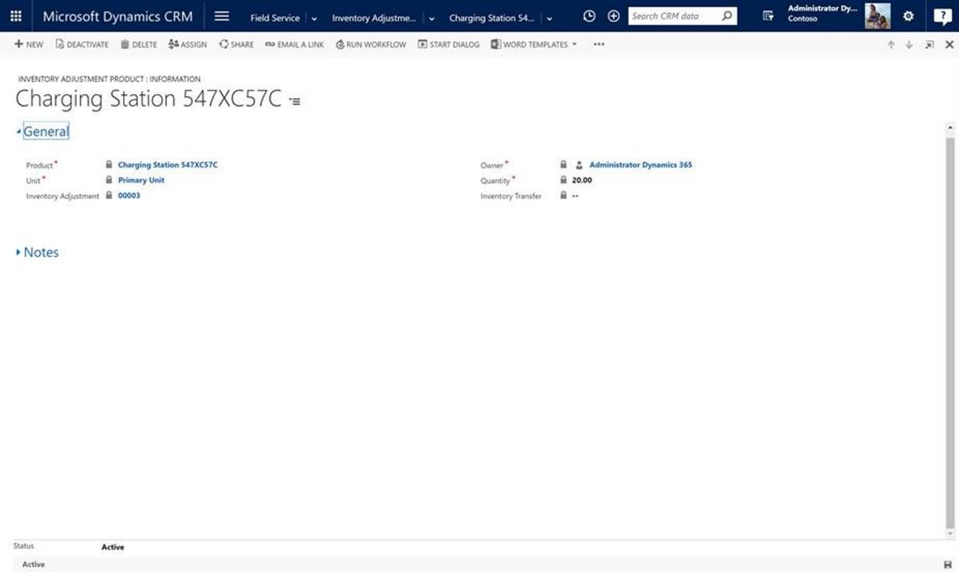 Microsoft Dynamics CRM Field Service Inventory Adjustme... Charging Station 54... Search CRM data Administrator Dy... Contoso ?
NEW DEACTIVATE DELETE ASSIGN SHARE EMAIL A LINK RUN WORKFLOW START DIALOG WORD TEMPLATES ...
INVENTORY ADJUSTMENT PRODUCT : INFORMATION
Charging Station 547XC57C
General
Product * Charging Station 547XC57C Owner * Administrator Dynamics 365
Unit * Primary Unit Quantity * 20.00
Inventory Adjustment 00003 Inventory Transfer --
Notes
Status Active
Active